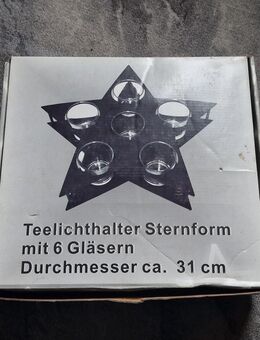 Teelichthalter Sternform
mit 6 Gläsern
Durchmesser ca. 31 cm